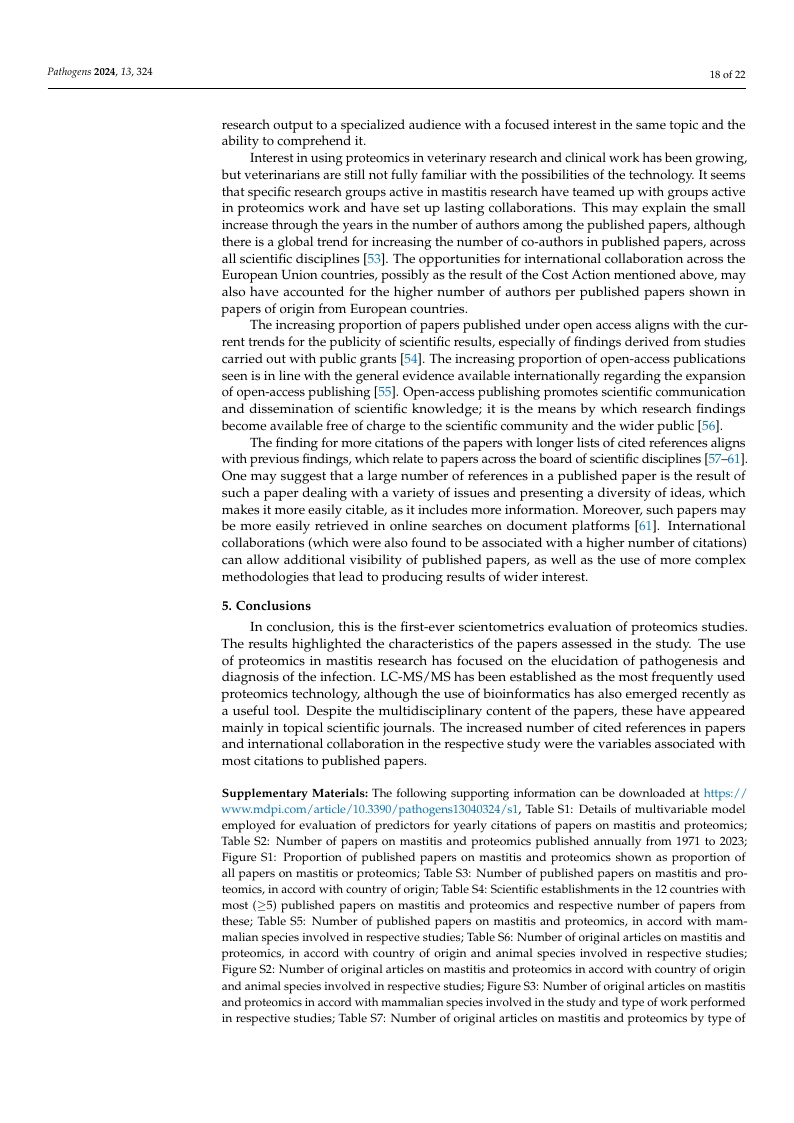 Pathogens 2024, 13, 324
18 of 22
research output to a specialized audience with a focused interest in the same topic and the
ability to comprehend it.
Interest in using proteomics in veterinary research and clinical work has been growing,
but veterinarians are still not fully familiar with the possibilities of the technology. It seems
that specific research groups active in mastitis research have teamed up with groups active
in proteomics work and have set up lasting collaborations. This may explain the small
increase through the years in the number of authors among the published papers, although
there is a global trend for increasing the number of co-authors in published papers, across
all scientific disciplines [53]. The opportunities for international collaboration across the
European Union countries, possibly as the result of the Cost Action mentioned above, may
also have accounted for the higher number of authors per published papers shown in
papers of origin from European countries.
The increasing proportion of papers published under open access aligns with the cur-
rent trends for the publicity of scientific results, especially of findings derived from studies
carried out with public grants [54]. The increasing proportion of open-access publications
seen is in line with the general evidence available internationally regarding the expansion
of open-access publishing [55]. Open-access publishing promotes scientific communication
and dissemination of scientific knowledge; it is the means by which research findings
become available free of charge to the scientific community and the wider public [56].
The finding for more citations of the papers with longer lists of cited references aligns
with previous findings, which relate to papers across the board of scientific disciplines [57–61].
One may suggest that a large number of references in a published paper is the result of
such a paper dealing with a variety of issues and presenting a diversity of ideas, which
makes it more easily citable, as it includes more information. Moreover, such papers may
be more easily retrieved in online searches on document platforms [61]. International
collaborations (which were also found to be associated with a higher number of citations)
can allow additional visibility of published papers, as well as the use of more complex
methodologies that lead to producing results of wider interest.
5. Conclusions
In conclusion, this is the first-ever scientometrics evaluation of proteomics studies.
The results highlighted the characteristics of the papers assessed in the study. The use
of proteomics in mastitis research has focused on the elucidation of pathogenesis and
diagnosis of the infection. LC-MS/MS has been established as the most frequently used
proteomics technology, although the use of bioinformatics has also emerged recently as
a useful tool. Despite the multidisciplinary content of the papers, these have appeared
mainly in topical scientific journals. The increased number of cited references in papers
and international collaboration in the respective study were the variables associated with
most citations to published papers.
Supplementary Materials: The following supporting information can be downloaded at https://
www.mdpi.com/article/10.3390/pathogens13040324/s1, Table S1: Details of multivariable model
employed for evaluation of predictors for yearly citations of papers on mastitis and proteomics;
Table S2: Number of papers on mastitis and proteomics published annually from 1971 to 2023;
Figure S1: Proportion of published papers on mastitis and proteomics shown as proportion of
all papers on mastitis or proteomics; Table S3: Number of published papers on mastitis and pro-
teomics, in accord with country of origin; Table S4: Scientific establishments in the 12 countries with
most (≥5) published papers on mastitis and proteomics and respective number of papers from
these; Table S5: Number of published papers on mastitis and proteomics, in accord with mam-
malian species involved in respective studies; Table S6: Number of original articles on mastitis and
proteomics, in accord with country of origin and animal species involved in respective studies;
Figure S2: Number of original articles on mastitis and proteomics in accord with country of origin
and animal species involved in respective studies; Figure S3: Number of original articles on mastitis
and proteomics in accord with mammalian species involved in the study and type of work performed
in respective studies; Table S7: Number of original articles on mastitis and proteomics by type of